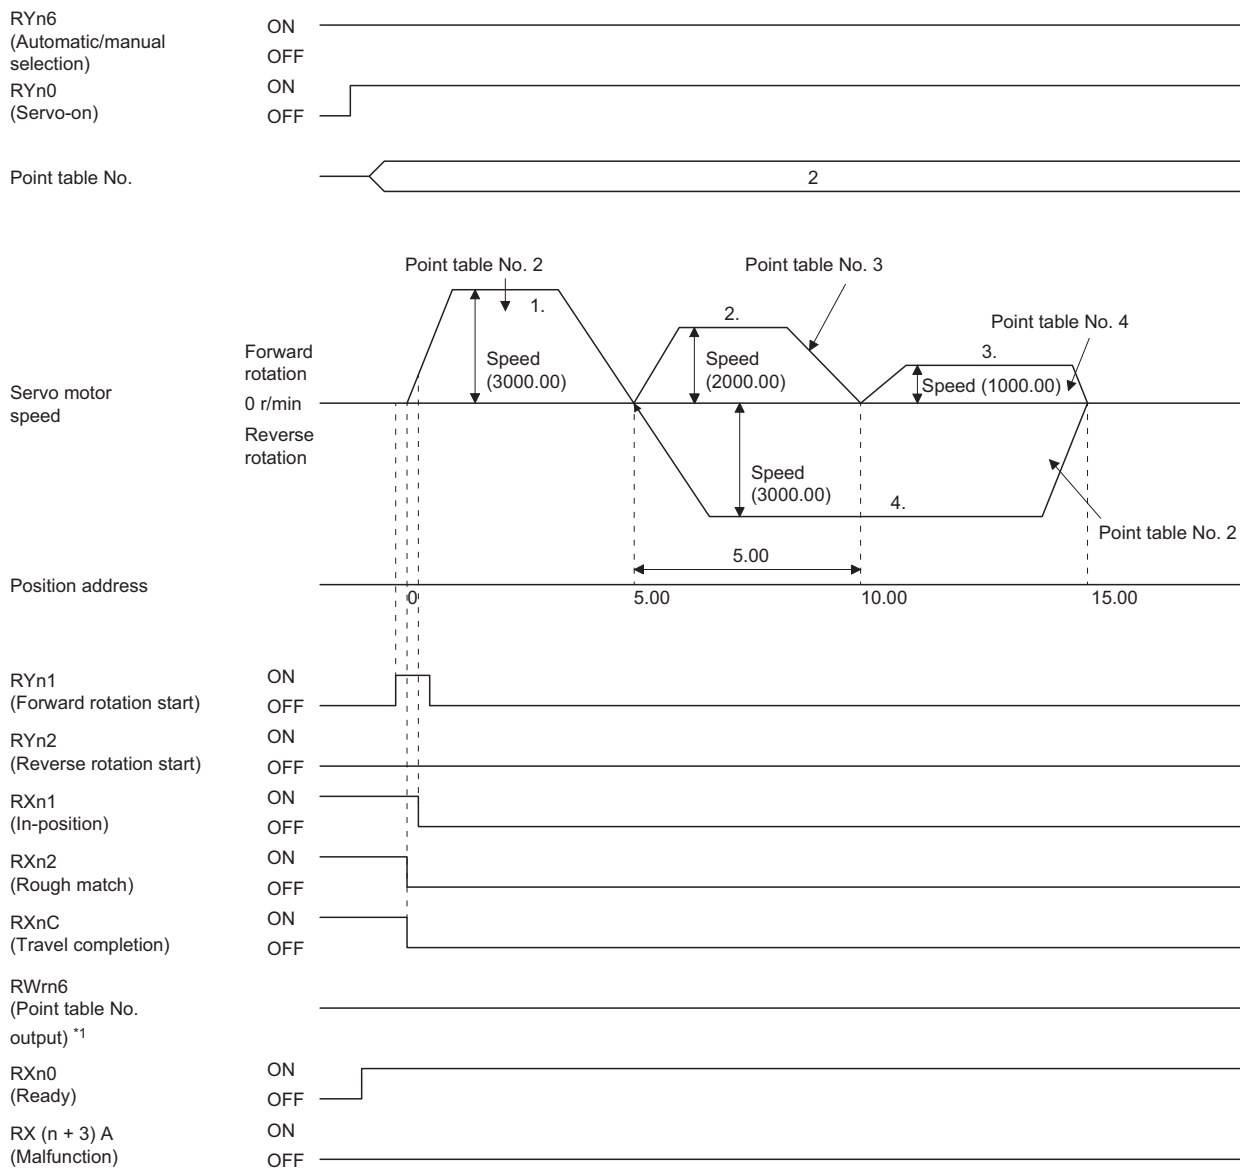 RYn6
(Automatic/manual
selection)
ON
OFF
RYn0
(Servo-on)
ON
OFF
Point table No.
2
Point table No. 2
Point table No. 3
Point table No. 4
1.
2.
3.
Servo motor
speed
Forward
rotation
0 r/min
Reverse
rotation
Speed
(3000.00)
Speed
(2000.00)
Speed (1000.00)
Speed
(3000.00)
4.
Point table No. 2
5.00
Position address
0
5.00
10.00
15.00
RYn1
(Forward rotation start)
ON
OFF
RYn2
(Reverse rotation start)
ON
OFF
RXn1
(In-position)
ON
OFF
RXn2
(Rough match)
ON
OFF
RXnC
(Travel completion)
ON
OFF
RWrn6
(Point table No.
output) *1
RXn0
(Ready)
ON
OFF
RX (n + 3) A
(Malfunction)
ON
OFF